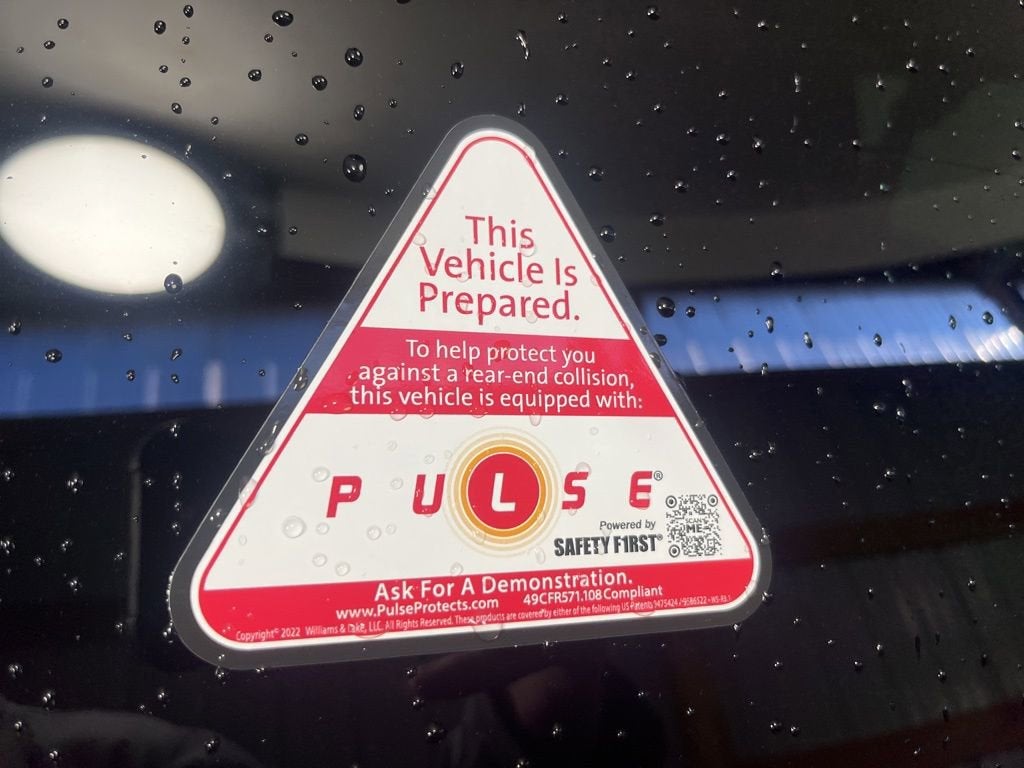 This
Vehicle Is
Prepared.
To help protect you
against a rear-end collision,
this vehicle is equipped with:
PULSE®
Powered by
SAFETY F1RST®
SCAN
ME
Ask For A Demonstration.
www.PulseProtects.com 49CFR571.108 Compliant
Copyright© 2022 Williams & Lake, LLC. All Rights Reserved. These products are covered by either of the following US Patents